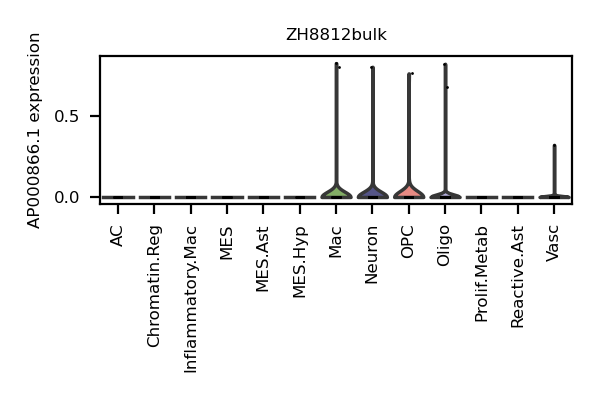 ZH8812bulk
AP000866.1 expression
0.5
0.0
AC
Chromatin.Reg
Inflammatory.Mac
MES
MES.Ast
MES.Hyp
Mac
Neuron
OPC
Oligo
Prolif.Metab
Reactive.Ast
Vasc